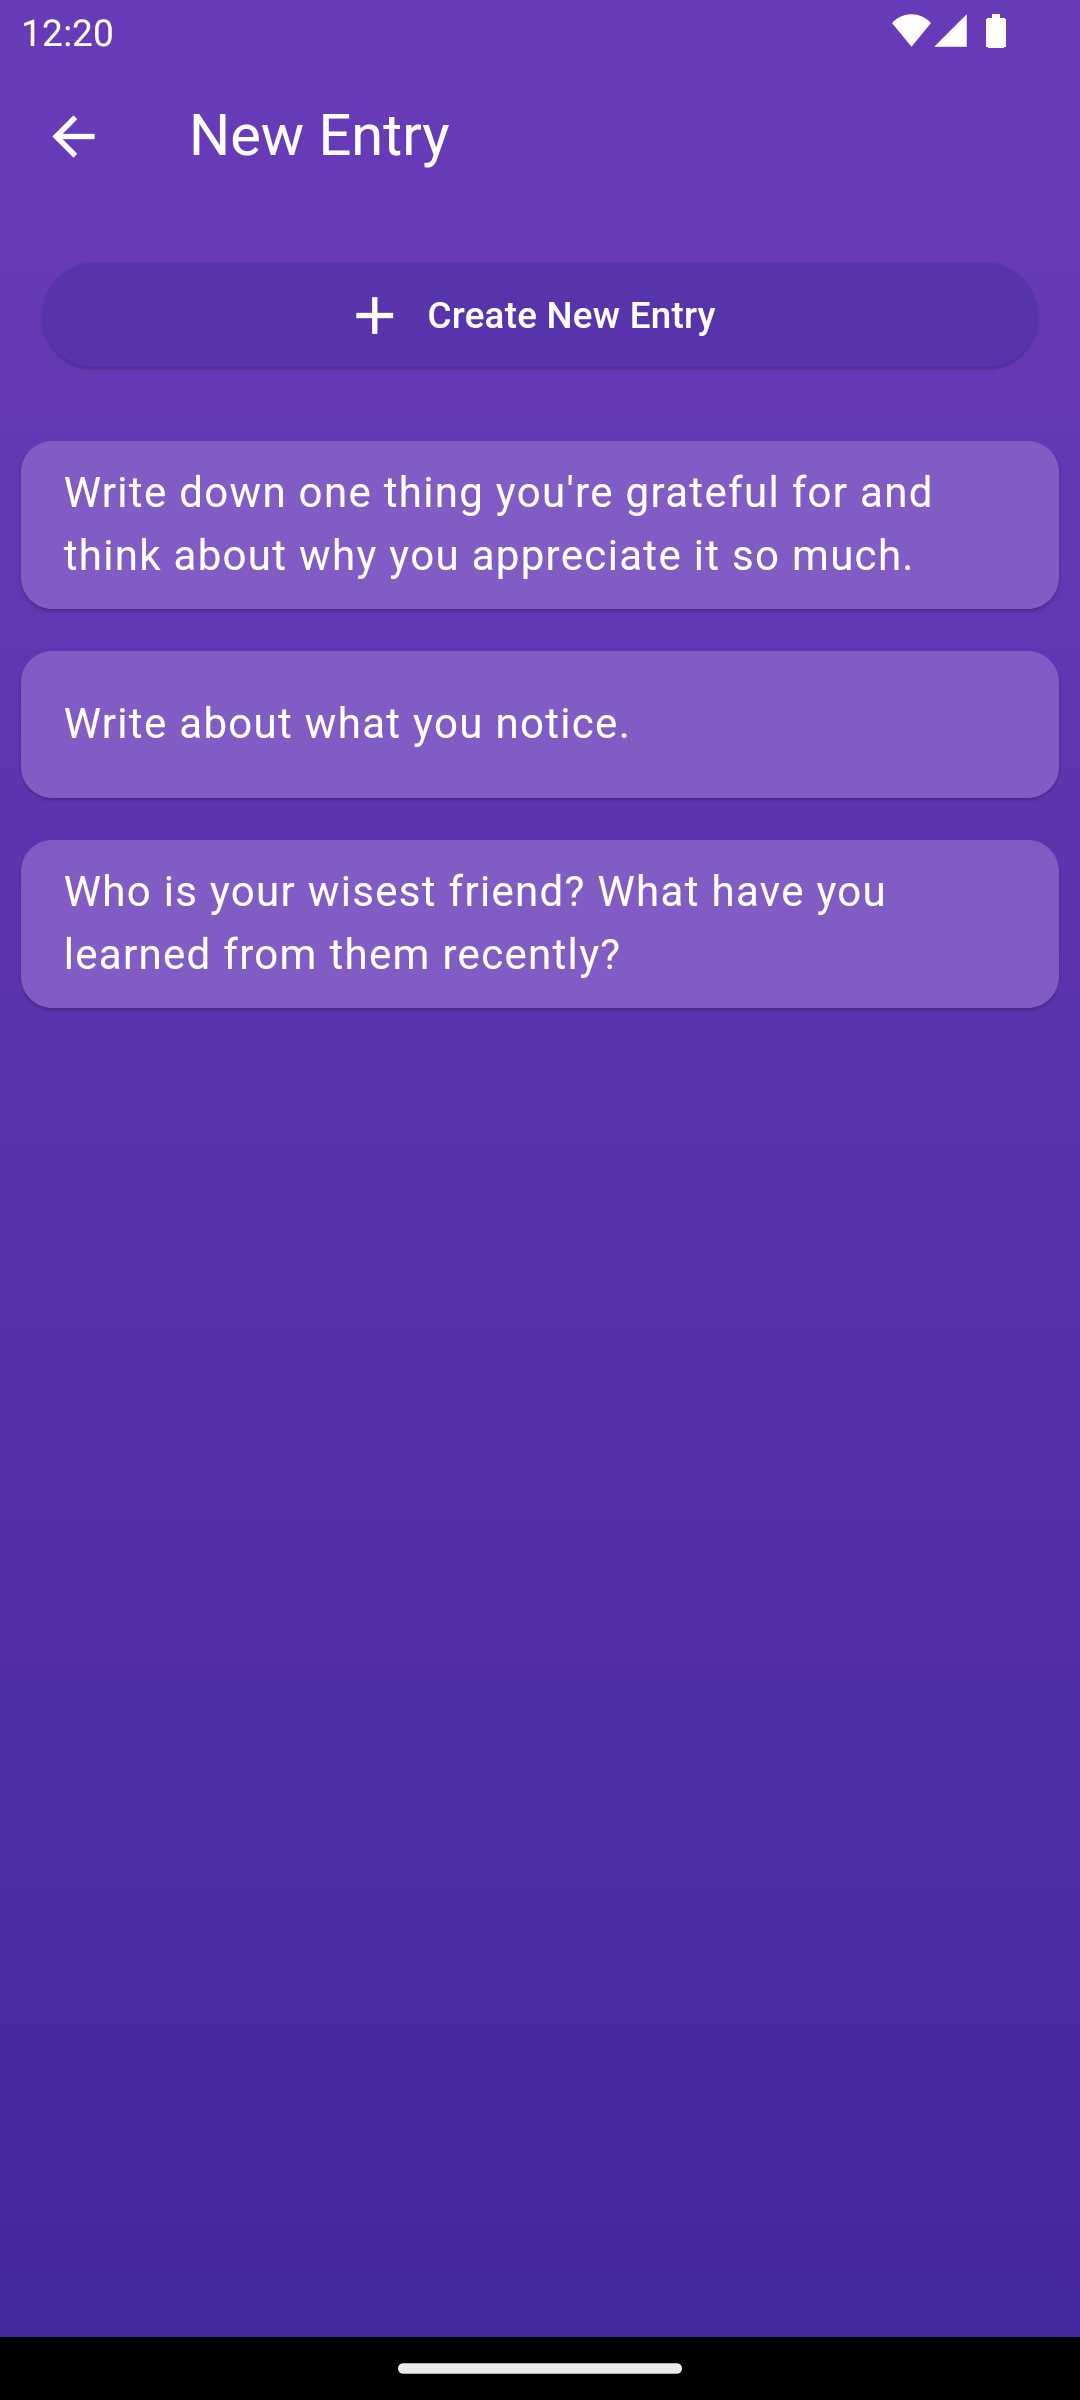 12:20
New Entry
Create New Entry
Write down one thing you're grateful for and
think about why you appreciate it so much.
Write about what you notice.
Who is your wisest friend? What have you
learned from them recently?